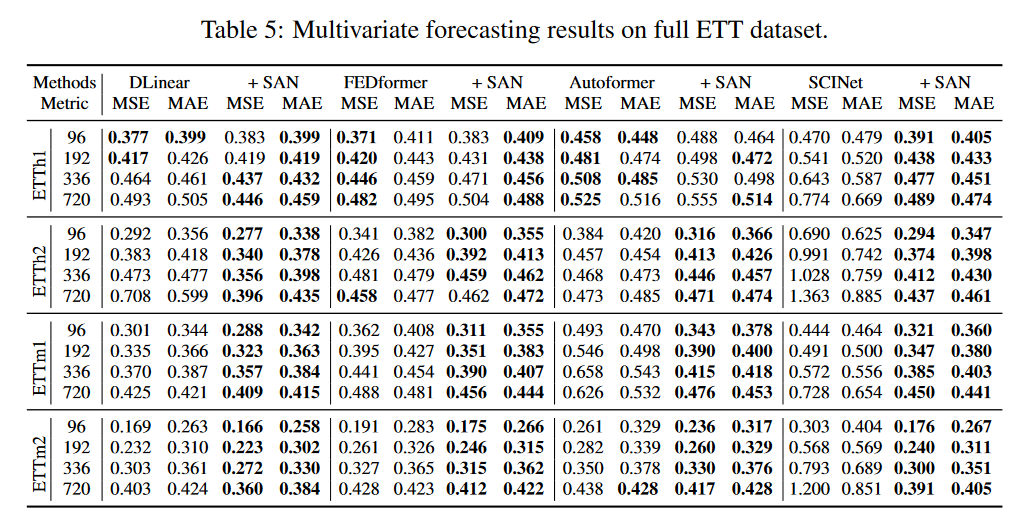 Table 5: Multivariate forecasting results on full ETT dataset.
Methods DLinear + SAN FEDformer + SAN Autoformer + SAN SCINet + SAN
Metric MSE MAE MSE MAE MSE MAE MSE MAE MSE MAE MSE MAE MSE MAE MSE MAE
ETTh1
96 0.377 0.399 0.383 0.399 0.371 0.411 0.383 0.409 0.458 0.448 0.488 0.464 0.470 0.479 0.391 0.405
192 0.417 0.426 0.419 0.419 0.420 0.443 0.431 0.438 0.481 0.474 0.498 0.472 0.541 0.520 0.438 0.433
336 0.464 0.461 0.437 0.432 0.446 0.459 0.471 0.456 0.508 0.485 0.530 0.498 0.643 0.587 0.477 0.451
720 0.493 0.505 0.446 0.459 0.482 0.495 0.504 0.488 0.525 0.516 0.555 0.514 0.774 0.669 0.489 0.474
ETTh2
96 0.292 0.356 0.277 0.338 0.341 0.382 0.300 0.355 0.384 0.420 0.316 0.366 0.690 0.625 0.294 0.347
192 0.383 0.418 0.340 0.378 0.426 0.436 0.392 0.413 0.457 0.454 0.413 0.426 0.991 0.742 0.374 0.398
336 0.473 0.477 0.356 0.398 0.481 0.479 0.459 0.462 0.468 0.473 0.446 0.457 1.028 0.759 0.412 0.430
720 0.708 0.599 0.396 0.435 0.458 0.477 0.462 0.472 0.473 0.485 0.471 0.474 1.363 0.885 0.437 0.461
ETTm1
96 0.301 0.344 0.288 0.342 0.362 0.408 0.311 0.355 0.493 0.470 0.343 0.378 0.444 0.464 0.321 0.360
192 0.335 0.366 0.323 0.363 0.395 0.427 0.351 0.383 0.546 0.498 0.390 0.400 0.491 0.500 0.347 0.380
336 0.370 0.387 0.357 0.384 0.441 0.454 0.390 0.407 0.658 0.543 0.415 0.418 0.572 0.556 0.385 0.403
720 0.425 0.421 0.409 0.415 0.488 0.481 0.456 0.444 0.626 0.532 0.476 0.453 0.728 0.654 0.450 0.441
ETTm2
96 0.169 0.263 0.166 0.258 0.191 0.283 0.175 0.266 0.261 0.329 0.236 0.317 0.303 0.404 0.176 0.267
192 0.232 0.310 0.223 0.302 0.261 0.326 0.246 0.315 0.282 0.339 0.260 0.329 0.568 0.569 0.240 0.311
336 0.303 0.361 0.272 0.330 0.327 0.365 0.315 0.362 0.350 0.378 0.330 0.376 0.793 0.689 0.300 0.351
720 0.403 0.424 0.360 0.384 0.428 0.423 0.412 0.422 0.438 0.428 0.417 0.428 1.200 0.851 0.391 0.405